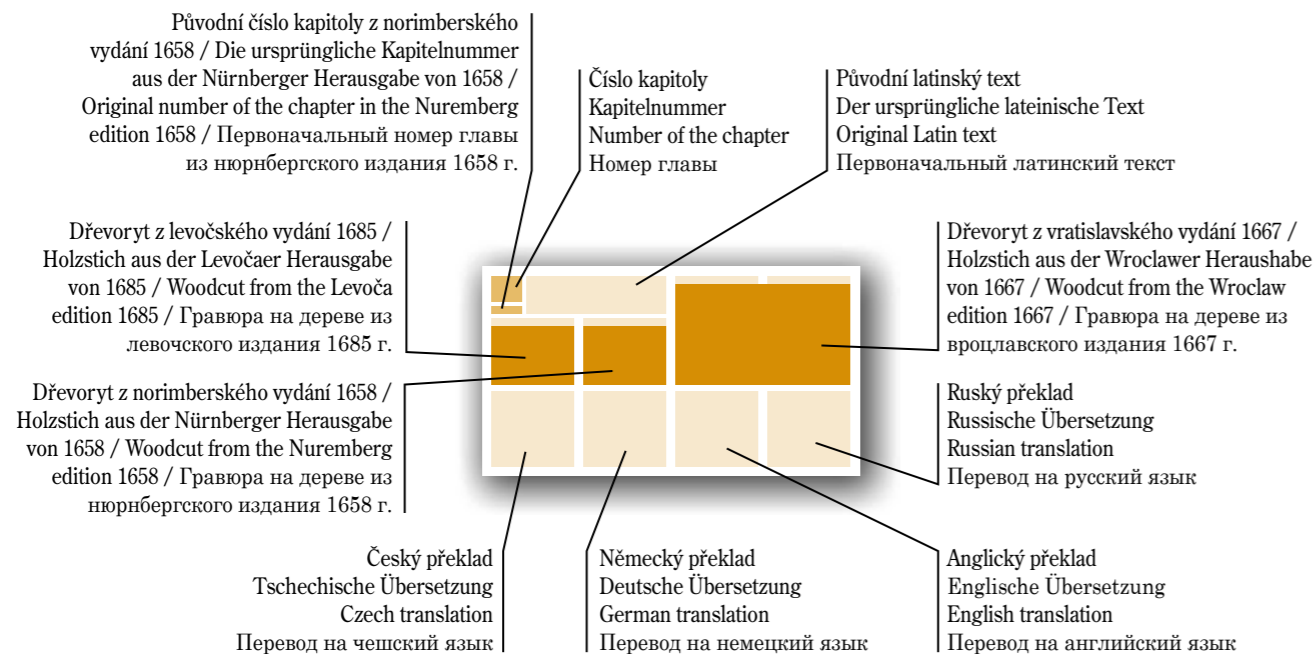 Původní číslo kapitoly z norimberského
vydání 1658 / Die ursprüngliche Kapitelnummer
aus der Nürnberger Herausgabe von 1658 /
Original number of the chapter in the Nuremberg
edition 1658 / Первоначальный номер главы
из нюрнбергского издания 1658 г.
Číslo kapitoly
Kapitelnummer
Number of the chapter
Номер главы
Původní latinský text
Der ursprüngliche lateinische Text
Original Latin text
Первоначальный латинский текст
Dřevoryt z levočského vydání 1685 /
Holzstich aus der Levočaer Herausgabe
von 1685 / Woodcut from the Levoča
edition 1685 / Гравюра на дереве из
левочского издания 1685 г.
Dřevoryt z vratislavského vydání 1667 /
Holzstich aus der Wroclawer Heraushabe
von 1667 / Woodcut from the Wroclaw
edition 1667 / Гравюра на дереве из
вроцлавского издания 1667 г.
Dřevoryt z norimberského vydání 1658 /
Holzstich aus der Nürnberger Herausgabe
von 1658 / Woodcut from the Nuremberg
edition 1658 / Гравюра на дереве из
нюрнбергского издания 1658 г.
Ruský překlad
Russische Übersetzung
Russian translation
Перевод на русский язык
Český překlad
Tschechische Übersetzung
Czech translation
Перевод на чешский язык
Německý překlad
Deutsche Übersetzung
German translation
Перевод на немецкий язык
Anglický překlad
Englische Übersetzung
English translation
Перевод на английский язык